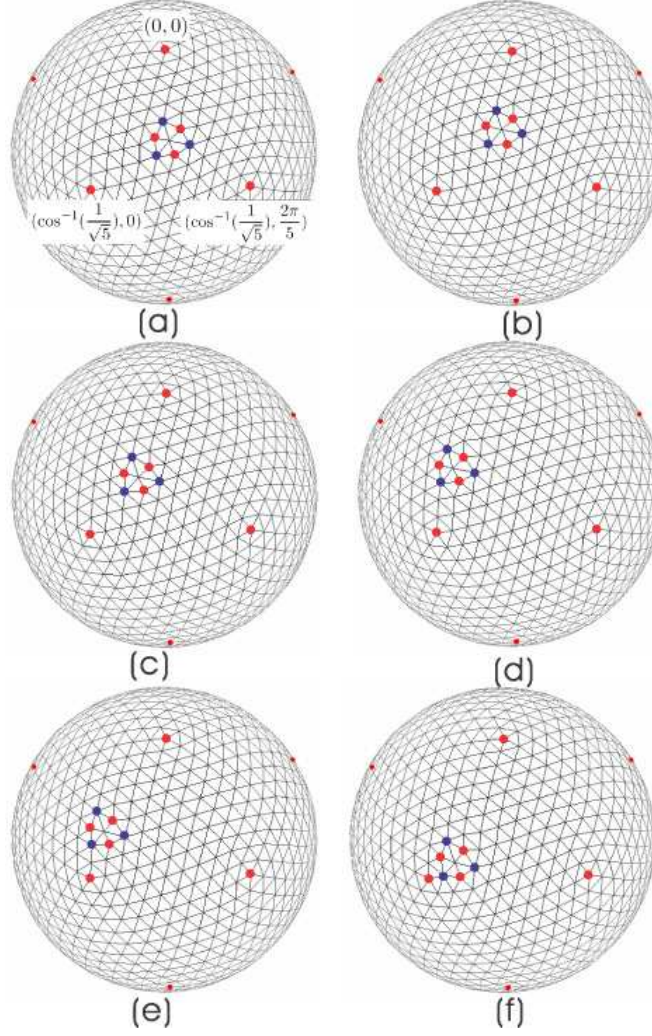 (0, 0)
(cos⁻¹(1/√5), 0) (cos⁻¹(1/√5), 2π/5)
(a) (b)
(c) (d)
(e) (f)